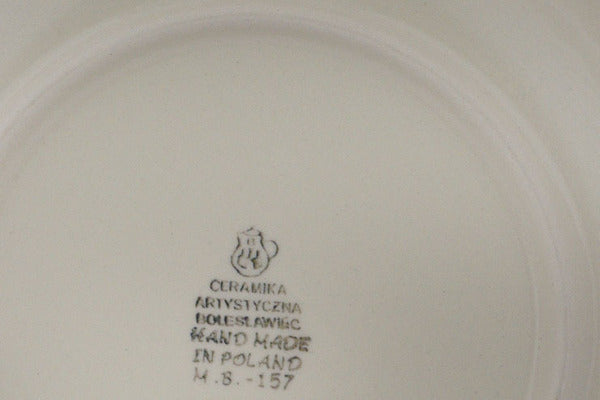 CERAMIKA
ARTYSTYCZNA
BOLESŁAWIEC
HAND MADE
IN POLAND
M.B.-157